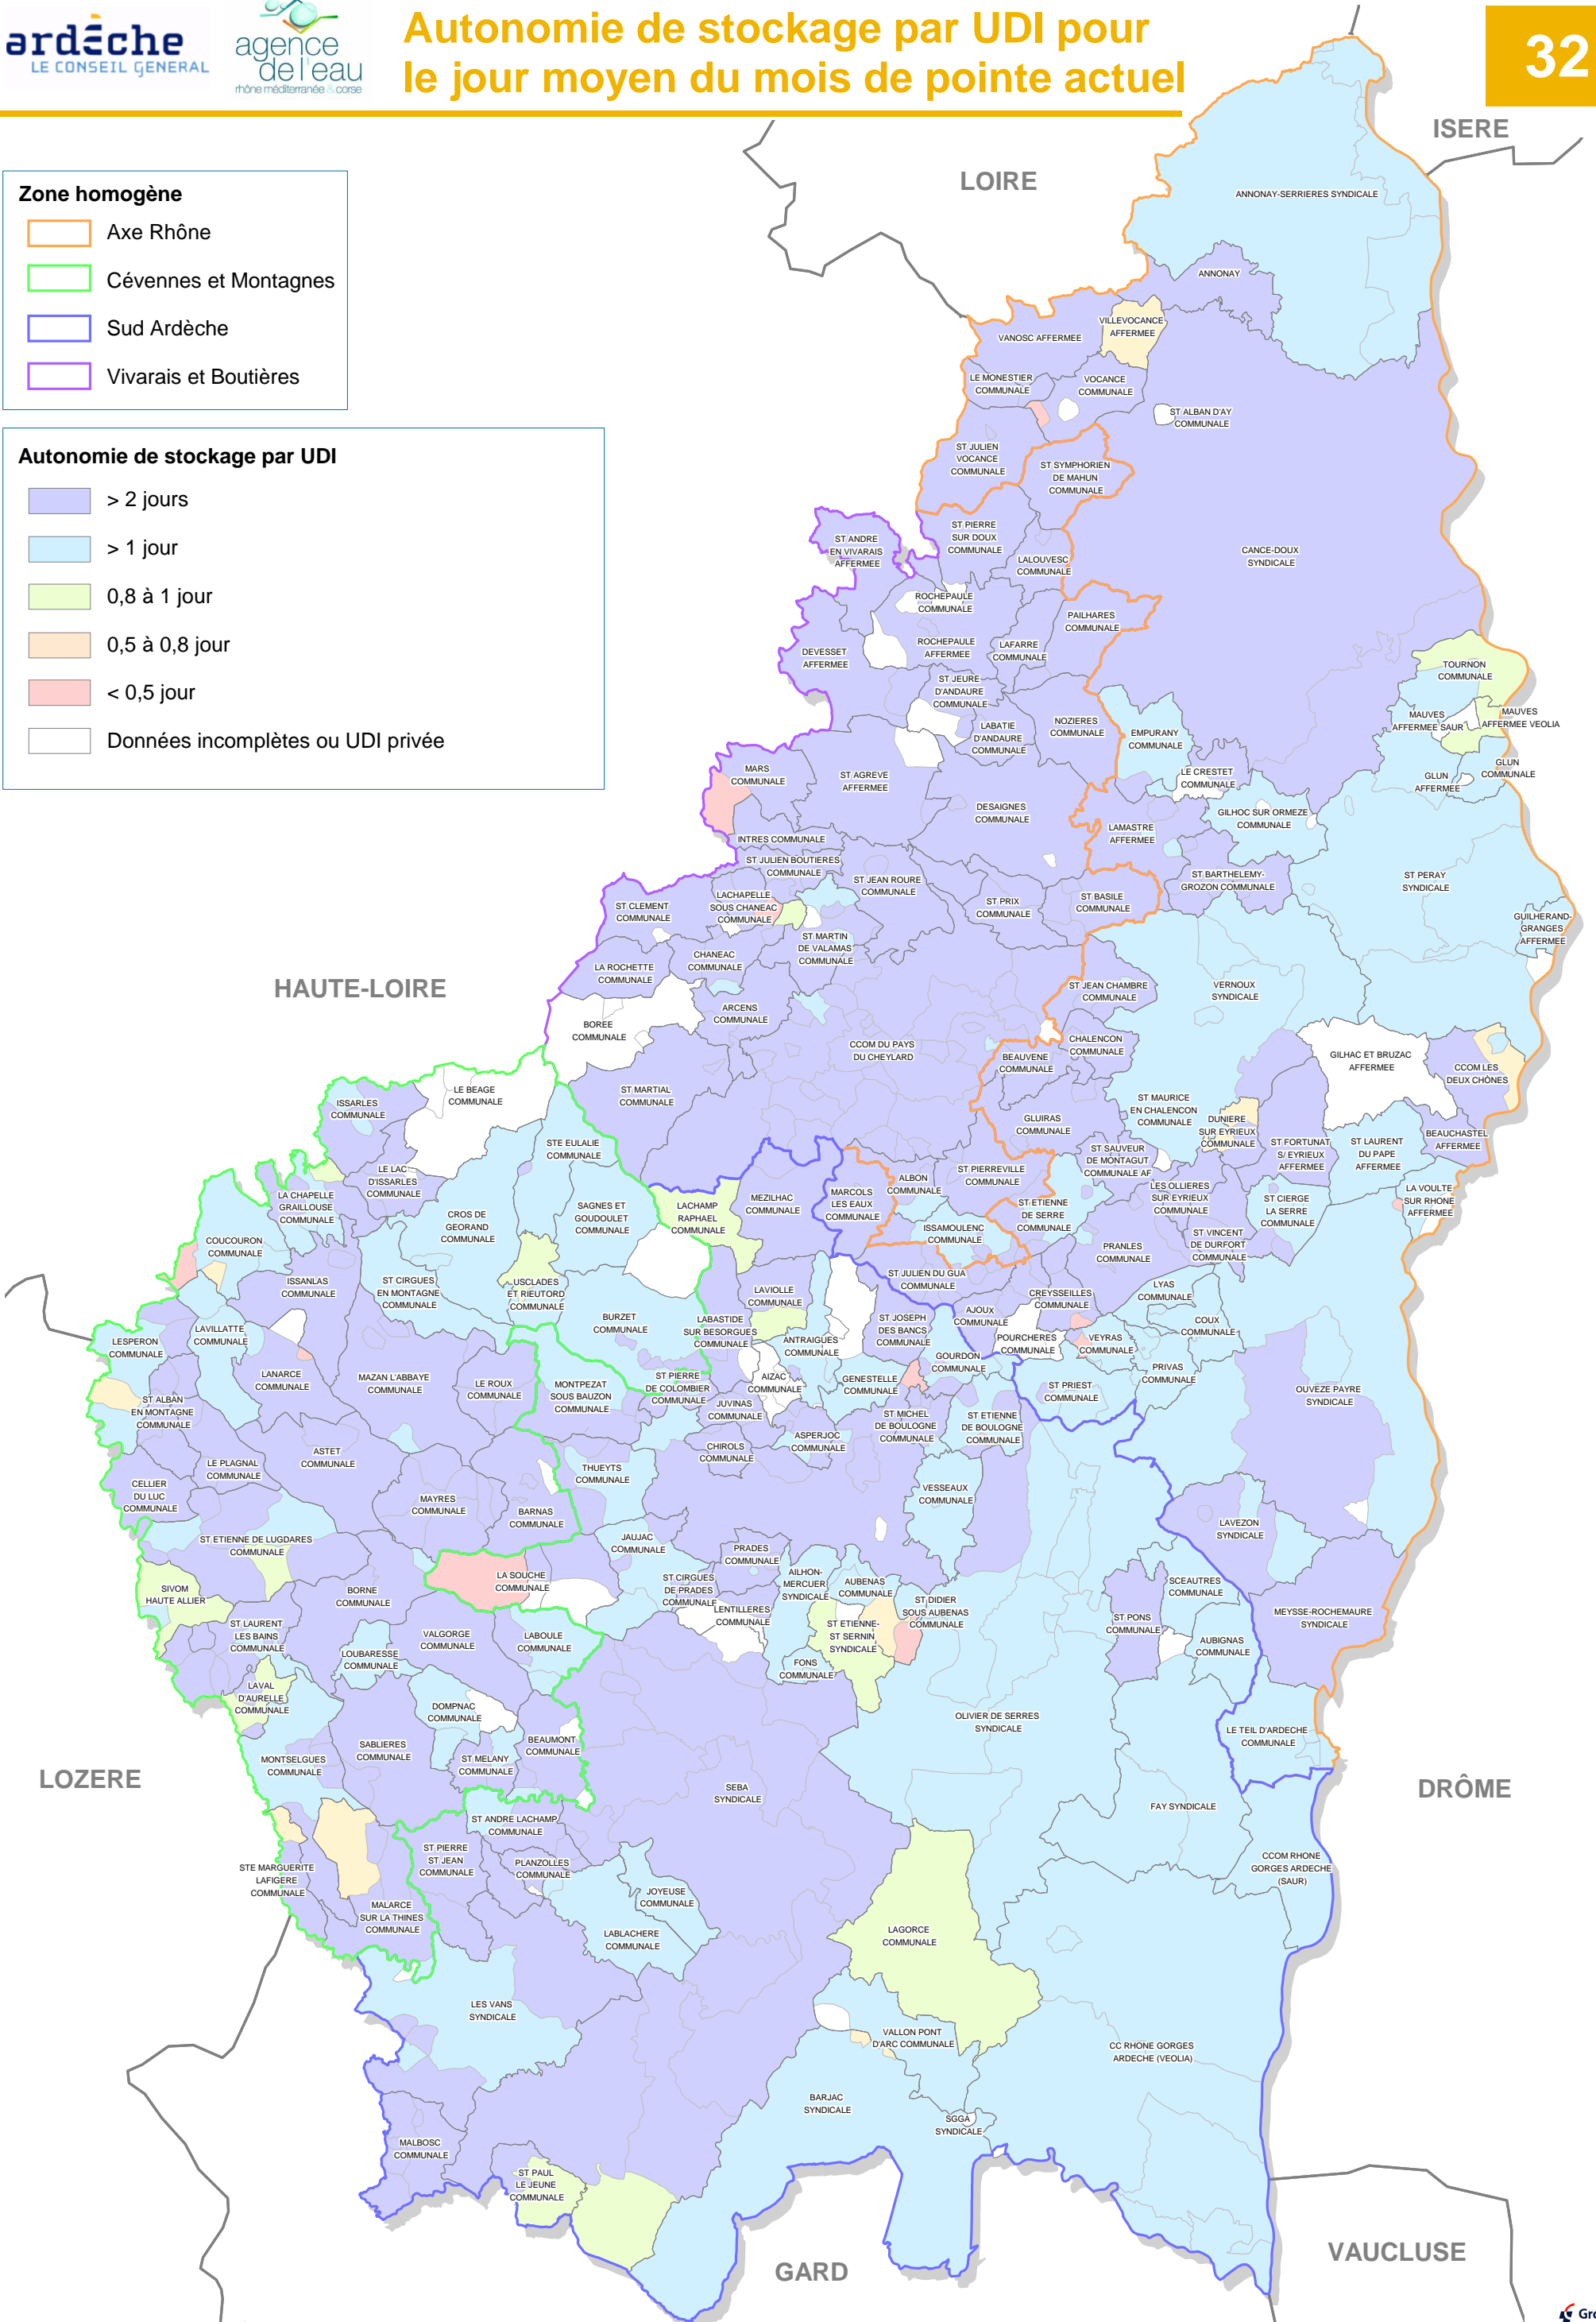 ardèche
LE CONSEIL GENERAL
agence
de l'eau
rhône méditerranée & corse
Autonomie de stockage par UDI pour
le jour moyen du mois de pointe actuel
32
Zone homogène
Axe Rhône
Cévennes et Montagnes
Sud Ardèche
Vivarais et Boutières
Autonomie de stockage par UDI
> 2 jours
> 1 jour
0,8 à 1 jour
0,5 à 0,8 jour
< 0,5 jour
Données incomplètes ou UDI privée
ISERE
LOIRE
HAUTE-LOIRE
LOZERE
DRÔME
GARD
VAUCLUSE
ANNONAY-SERRIERES SYNDICALE
ANNONAY
VILLEVOCANCE
AFFERMEE
VANOSC AFFERMEE
LE MONESTIER
COMMUNALE
VOCANCE
COMMUNALE
ST ALBAN D'AY
COMMUNALE
ST JULIEN
VOCANCE
COMMUNALE
ST SYMPHORIEN
DE MAHUN
COMMUNALE
ST PIERRE
SUR DOUX
COMMUNALE
ST ANDRE
EN VIVARAIS
AFFERMEE
LALOUVESC
COMMUNALE
CANCE-DOUX
SYNDICALE
ROCHEPAULE
COMMUNALE
PAILHARES
COMMUNALE
ROCHEPAULE
AFFERMEE
LAFARRE
COMMUNALE
DEVESSET
AFFERMEE
ST JEURE
D'ANDAURE
COMMUNALE
LABATIE
D'ANDAURE
COMMUNALE
NOZIERES
COMMUNALE
EMPURANY
COMMUNALE
TOURNON
COMMUNALE
MAUVES
AFFERMEE SAUR
MAUVES
AFFERMEE VEOLIA
GLUN
COMMUNALE
GLUN
AFFERMEE
LE CRESTET
COMMUNALE
MARS
COMMUNALE
ST AGREVE
AFFERMEE
DESAIGNES
COMMUNALE
GILHOC SUR ORMEZE
COMMUNALE
LAMASTRE
AFFERMEE
INTRES COMMUNALE
ST JULIEN BOUTIERES
COMMUNALE
ST JEAN ROURE
COMMUNALE
ST BARTHELEMY-
GROZON COMMUNALE
ST PERAY
SYNDICALE
LACHAPELLE
SOUS CHANEAC
COMMUNALE
ST PRIX
COMMUNALE
ST BASILE
COMMUNALE
ST CLEMENT
COMMUNALE
GUILHERAND-
GRANGES
AFFERMEE
ST MARTIN
DE VALAMAS
COMMUNALE
CHANEAC
COMMUNALE
LA ROCHETTE
COMMUNALE
ST JEAN CHAMBRE
COMMUNALE
VERNOUX
SYNDICALE
ARCENS
COMMUNALE
BOREE
COMMUNALE
CCOM DU PAYS
DU CHEYLARD
CHALENCON
COMMUNALE
BEAUVENE
COMMUNALE
GILHAC ET BRUZAC
AFFERMEE
CCOM LES
DEUX CHÔNES
LE BEAGE
COMMUNALE
ST MARTIAL
COMMUNALE
ISSARLES
COMMUNALE
GLUIRAS
COMMUNALE
ST MAURICE
EN CHALENCON
COMMUNALE
DUNIERE
SUR EYRIEUX
COMMUNALE
STE EULALIE
COMMUNALE
ST SAUVEUR
DE MONTAGUT
COMMUNALE AF
ST FORTUNAT
S/ EYRIEUX
AFFERMEE
ST LAURENT
DU PAPE
AFFERMEE
BEAUCHASTEL
AFFERMEE
LE LAC
D'ISSARLES
COMMUNALE
LA CHAPELLE
GRAILLOUSE
COMMUNALE
MEZILHAC
COMMUNALE
MARCOLS
LES EAUX
COMMUNALE
ALBON
COMMUNALE
ST PIERREVILLE
COMMUNALE
LES OLLIERES
SUR EYRIEUX
COMMUNALE
ST CIERGE
LA SERRE
COMMUNALE
LA VOULTE
SUR RHONE
AFFERMEE
CROS DE
GEORAND
COMMUNALE
SAGNES ET
GOUDOULET
COMMUNALE
LACHAMP
RAPHAEL
COMMUNALE
ST ETIENNE
DE SERRE
COMMUNALE
ISSAMOULENC
COMMUNALE
COUCOURON
COMMUNALE
PRANLES
COMMUNALE
ST VINCENT
DE DURFORT
COMMUNALE
ISSANLAS
COMMUNALE
ST CIRGUES
EN MONTAGNE
COMMUNALE
USCLADES
ET RIEUTORD
COMMUNALE
ST JULIEN DU GUA
COMMUNALE
LAVIOLLE
COMMUNALE
CREYSSEILLES
COMMUNALE
LYAS
COMMUNALE
AJOUX
COMMUNALE
BURZET
COMMUNALE
LABASTIDE
SUR BESORGUES
COMMUNALE
ANTRAIGUES
COMMUNALE
ST JOSEPH
DES BANCS
COMMUNALE
POURCHERES
COMMUNALE
VEYRAS
COMMUNALE
COUX
COMMUNALE
LESPERON
COMMUNALE
LAVILLATTE
COMMUNALE
GOURDON
COMMUNALE
PRIVAS
COMMUNALE
LANARCE
COMMUNALE
MAZAN L'ABBAYE
COMMUNALE
LE ROUX
COMMUNALE
MONTPEZAT
SOUS BAUZON
COMMUNALE
ST PIERRE
DE COLOMBIER
COMMUNALE
AIZAC
COMMUNALE
GENESTELLE
COMMUNALE
ST PRIEST
COMMUNALE
OUVEZE PAYRE
SYNDICALE
ST ALBAN
EN MONTAGNE
COMMUNALE
JUVINAS
COMMUNALE
ST MICHEL
DE BOULOGNE
COMMUNALE
ST ETIENNE
DE BOULOGNE
COMMUNALE
ASTET
COMMUNALE
CHIROLS
COMMUNALE
ASPERJOC
COMMUNALE
LE PLAGNAL
COMMUNALE
THUEYTS
COMMUNALE
CELLIER
DU LUC
COMMUNALE
MAYRES
COMMUNALE
BARNAS
COMMUNALE
VESSEAUX
COMMUNALE
LAVEZON
SYNDICALE
ST ETIENNE DE LUGDARES
COMMUNALE
JAUJAC
COMMUNALE
PRADES
COMMUNALE
SIVOM
HAUTE ALLIER
BORNE
COMMUNALE
LA SOUCHE
COMMUNALE
ST CIRGUES
DE PRADES
COMMUNALE
AILHON-
MERCUER
SYNDICALE
AUBENAS
COMMUNALE
ST DIDIER
SOUS AUBENAS
COMMUNALE
SCEAUTRES
COMMUNALE
LENTILLERES
COMMUNALE
ST PONS
COMMUNALE
MEYSSE-ROCHEMAURE
SYNDICALE
ST LAURENT
LES BAINS
COMMUNALE
VALGORGE
COMMUNALE
LABOULE
COMMUNALE
ST ETIENNE-
ST SERNIN
SYNDICALE
AUBIGNAS
COMMUNALE
LOUBARESSE
COMMUNALE
FONS
COMMUNALE
LAVAL
D'AURELLE
COMMUNALE
DOMPNAC
COMMUNALE
OLIVIER DE SERRES
SYNDICALE
LE TEIL D'ARDECHE
COMMUNALE
SABLIERES
COMMUNALE
BEAUMONT
COMMUNALE
MONTSELGUES
COMMUNALE
ST MELANY
COMMUNALE
SEBA
SYNDICALE
FAY SYNDICALE
ST ANDRE LACHAMP
COMMUNALE
ST PIERRE
ST JEAN
COMMUNALE
PLANZOLLES
COMMUNALE
CCOM RHONE
GORGES ARDECHE
(SAUR)
STE MARGUERITE
LAFIGERE
COMMUNALE
JOYEUSE
COMMUNALE
MALARCE
SUR LA THINES
COMMUNALE
LABLACHERE
COMMUNALE
LAGORCE
COMMUNALE
LES VANS
SYNDICALE
VALLON PONT
D'ARC COMMUNALE
CC RHONE GORGES
ARDECHE (VEOLIA)
BARJAC
SYNDICALE
SGGA
SYNDICALE
MALBOSC
COMMUNALE
ST PAUL
LE JEUNE
COMMUNALE